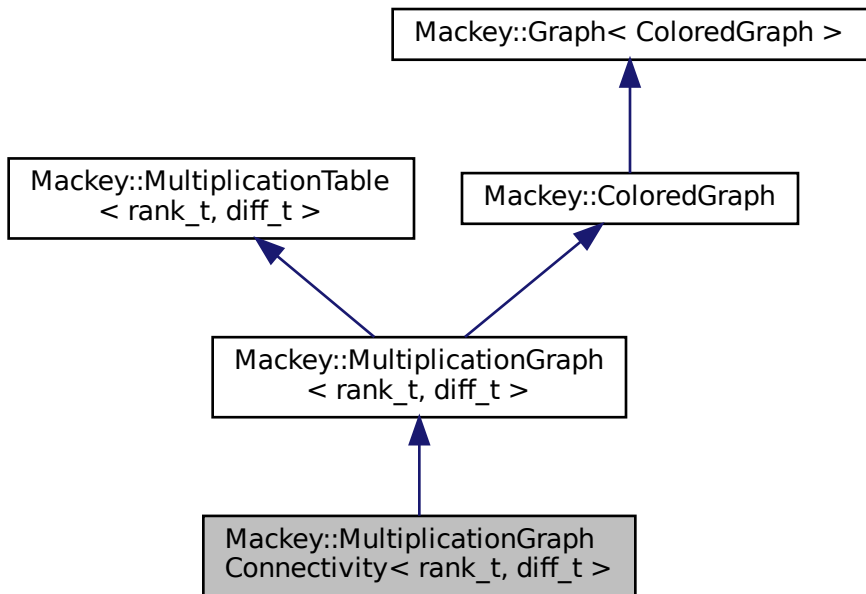 Mackey::Graph< ColoredGraph >
Mackey::MultiplicationTable
< rank_t, diff_t >
Mackey::ColoredGraph
Mackey::MultiplicationGraph
< rank_t, diff_t >
Mackey::MultiplicationGraph
Connectivity< rank_t, diff_t >